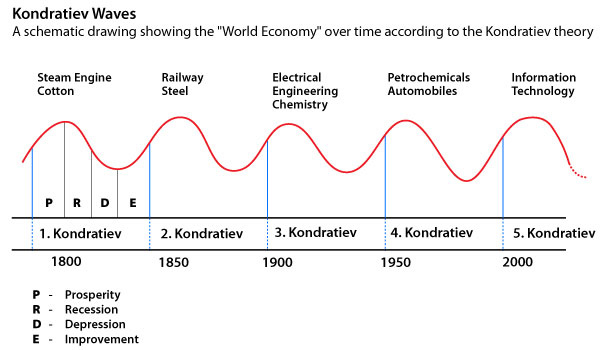 Kondratiev Waves
A schematic drawing showing the "World Economy" over time according to the Kondratiev theory
Steam Engine
Cotton
Railway
Steel
Electrical
Engineering
Chemistry
Petrochemicals
Automobiles
Information
Technology
P R D E
1. Kondratiev 2. Kondratiev 3. Kondratiev 4. Kondratiev 5. Kondratiev
1800 1850 1900 1950 2000
P - Prosperity
R - Recession
D - Depression
E - Improvement